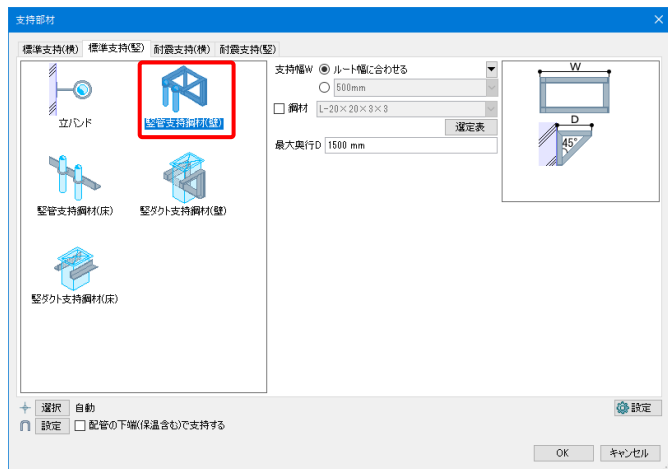 支持部材
標準支持(横) 標準支持(竪) 耐震支持(横) 耐震支持(竪)
立バンド 竪管支持鋼材(壁)
竪管支持鋼材(床) 竪ダクト支持鋼材(壁)
竪ダクト支持鋼材(床)
支持幅W ルート幅に合わせる
500mm
鋼材 L-20×20×3×3
選定表
最大奥行D 1500 mm
W
D
45°
選択 自動
設定 配管の下端(保温含む)で支持する
設定
OK キャンセル